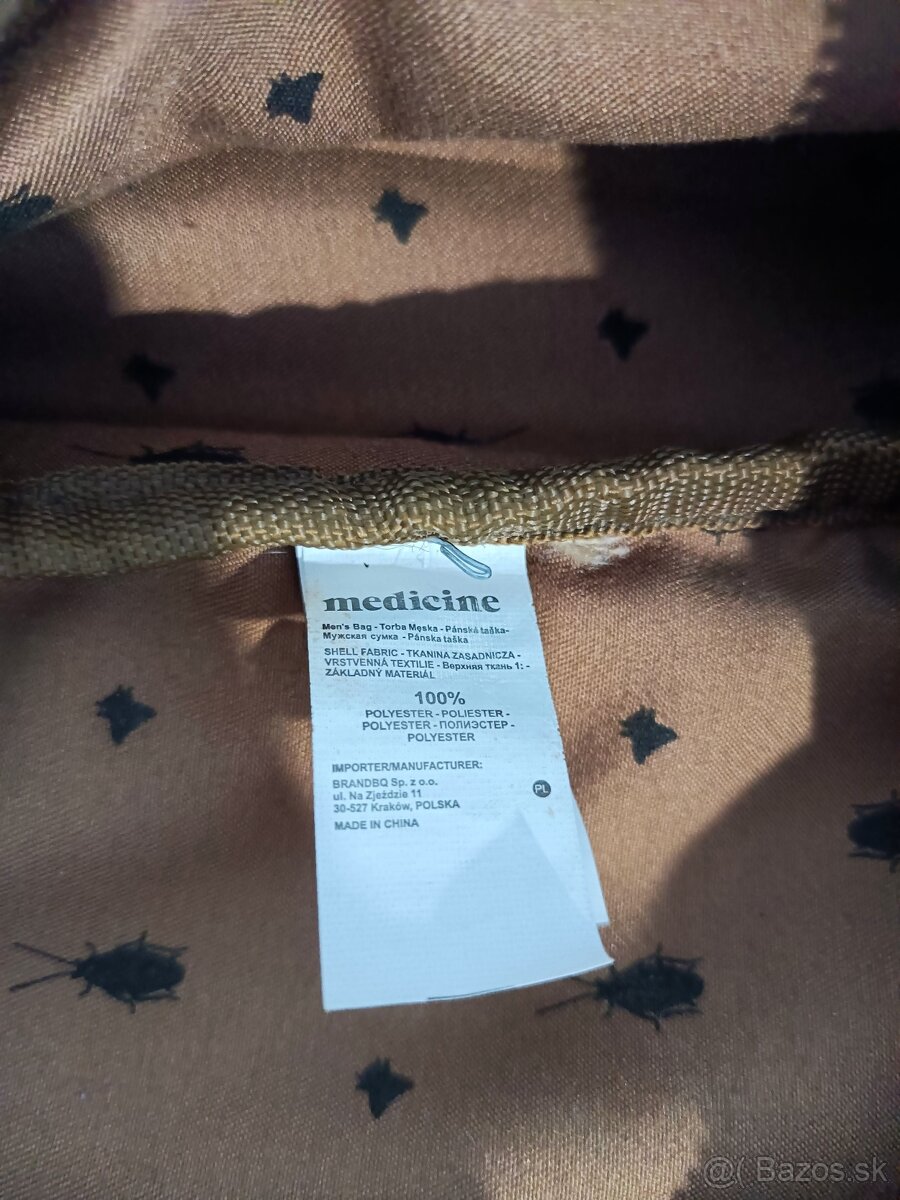 medicine
Men's Bag - Torba Męska - Pánská taška-
Мужская сумка - Pánska taška
SHELL FABRIC - TKANINA ZASADNICZA -
VRSTVENNÁ TEXTILIE - Верхняя ткань 1: -
ZÁKLADNÝ MATERIÁL
100%
POLYESTER - POLIESTER -
POLYESTER - ПОЛИЭСТЕР -
POLYESTER
IMPORTER/MANUFACTURER:
BRANDBQ Sp. z o.o.
ul. Na Zjeździe 11
30-527 Kraków, POLSKA
PL
MADE IN CHINA
@( Bazos.sk